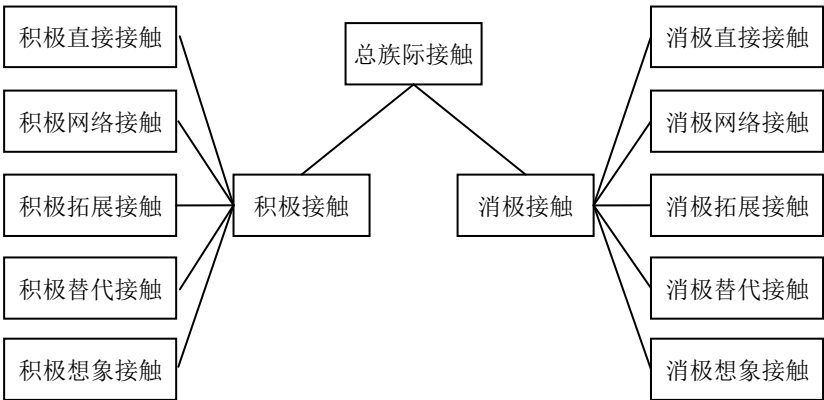 总族际接触
积极接触
消极接触
积极直接接触
积极网络接触
积极拓展接触
积极替代接触
积极想象接触
消极直接接触
消极网络接触
消极拓展接触
消极替代接触
消极想象接触